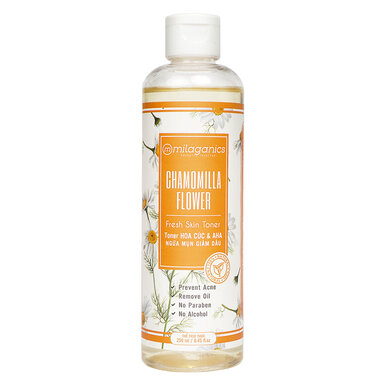 milaganics
CHAMOMILLA
FLOWER
Fresh Skin Toner
Toner HOA CÚC & AHA
NGỪA MỤN GIẢM DẦU
✓ Prevent Acne
✓ Remove Oil
✓ No Paraben
✓ No Alcohol
250 ml / 8.45 fl.oz